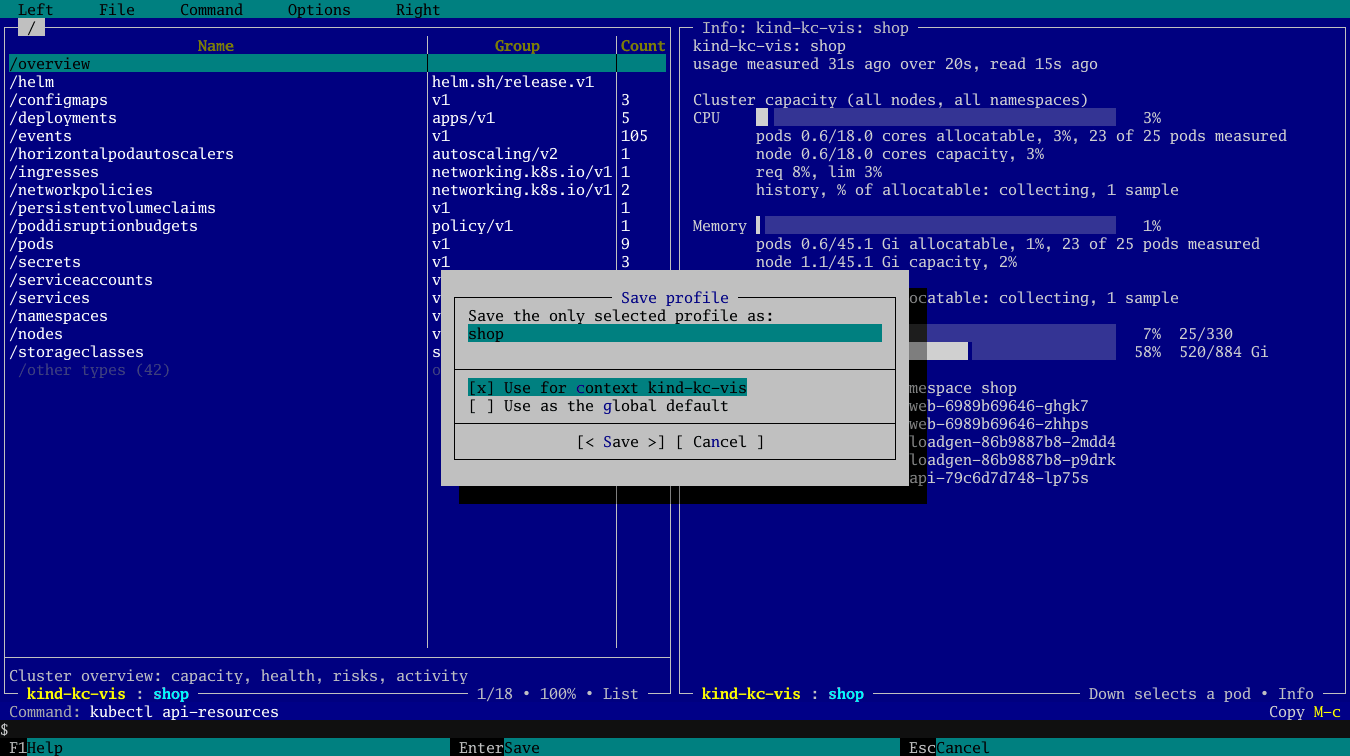 Left File Command Options Right
/
Name Group Count
/overview
/helm helm.sh/release.v1
/configmaps v1 3
/deployments apps/v1 5
/events v1 105
/horizontalpodautoscalers autoscaling/v2 1
/ingresses networking.k8s.io/v1 1
/networkpolicies networking.k8s.io/v1 2
/persistentvolumeclaims v1 1
/poddisruptionbudgets policy/v1 1
/pods v1 9
/secrets v1 3
/serviceaccounts v
/services v
/namespaces v
/nodes v
/storageclasses s
/other types (42) o
Cluster overview: capacity, health, risks, activity
kind-kc-vis : shop 1/18 • 100% • List
Info: kind-kc-vis: shop
kind-kc-vis: shop
usage measured 31s ago over 20s, read 15s ago
Cluster capacity (all nodes, all namespaces)
CPU 3%
pods 0.6/18.0 cores allocatable, 3%, 23 of 25 pods measured
node 0.6/18.0 cores capacity, 3%
req 8%, lim 3%
history, % of allocatable: collecting, 1 sample
Memory 1%
pods 0.6/45.1 Gi allocatable, 1%, 23 of 25 pods measured
node 1.1/45.1 Gi capacity, 2%
ocatable: collecting, 1 sample
7% 25/330
58% 520/884 Gi
mespace shop
web-6989b69646-ghgk7
web-6989b69646-zhhps
loadgen-86b9887b8-2mdd4
loadgen-86b9887b8-p9drk
api-79c6d7d748-lp75s
kind-kc-vis : shop Down selects a pod • Info
Save profile
Save the only selected profile as:
shop
[x] Use for context kind-kc-vis
[ ] Use as the global default
[< Save >] [ Cancel ]
Command: kubectl api-resources Copy M-c
$
F1Help EnterSave EscCancel